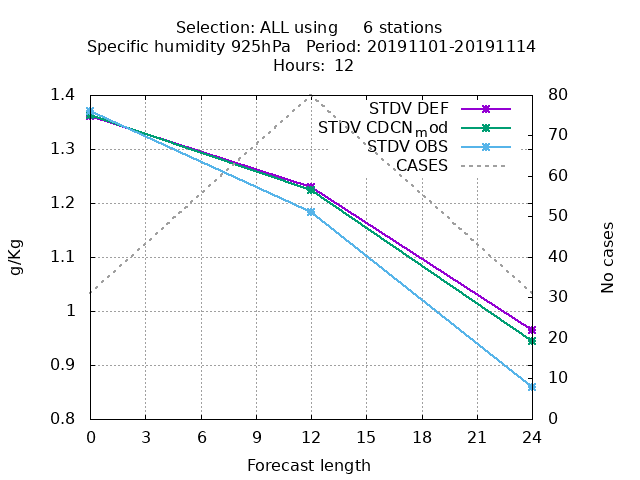 Selection: ALL using     6 stations
Specific humidity 925hPa   Period: 20191101-20191114
Hours: 12
1.4
1.3
1.2
1.1
1
0.9
0.8
g/Kg
STDV DEF
STDV CDCN_mod
STDV OBS
CASES
80
70
60
50
40
30
20
10
0
No cases
0 3 6 9 12 15 18 21 24
Forecast length